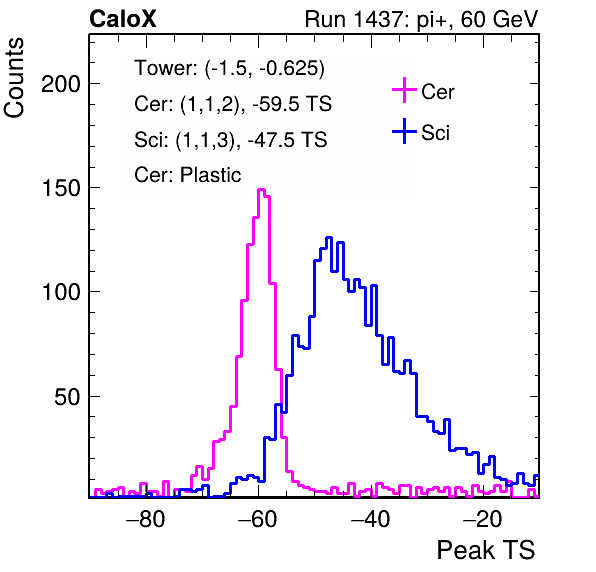 CaloX Run 1437: pi+, 60 GeV
Counts
Tower: (-1.5, -0.625)
Cer: (1,1,2), -59.5 TS
Sci: (1,1,3), -47.5 TS
Cer: Plastic
Cer
Sci
200
150
100
50
−80 −60 −40 −20
Peak TS